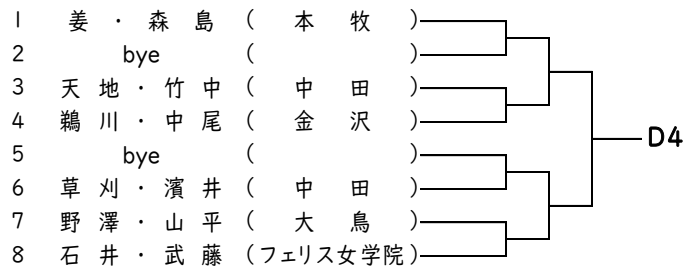 1 姜・森島 (本牧)
2 bye ( )
3 天地・竹中 (中田)
4 鵜川・中尾 (金沢)
5 bye ( )
6 草刈・濱井 (中田)
7 野澤・山平 (大鳥)
8 石井・武藤 (フェリス女学院)
D4